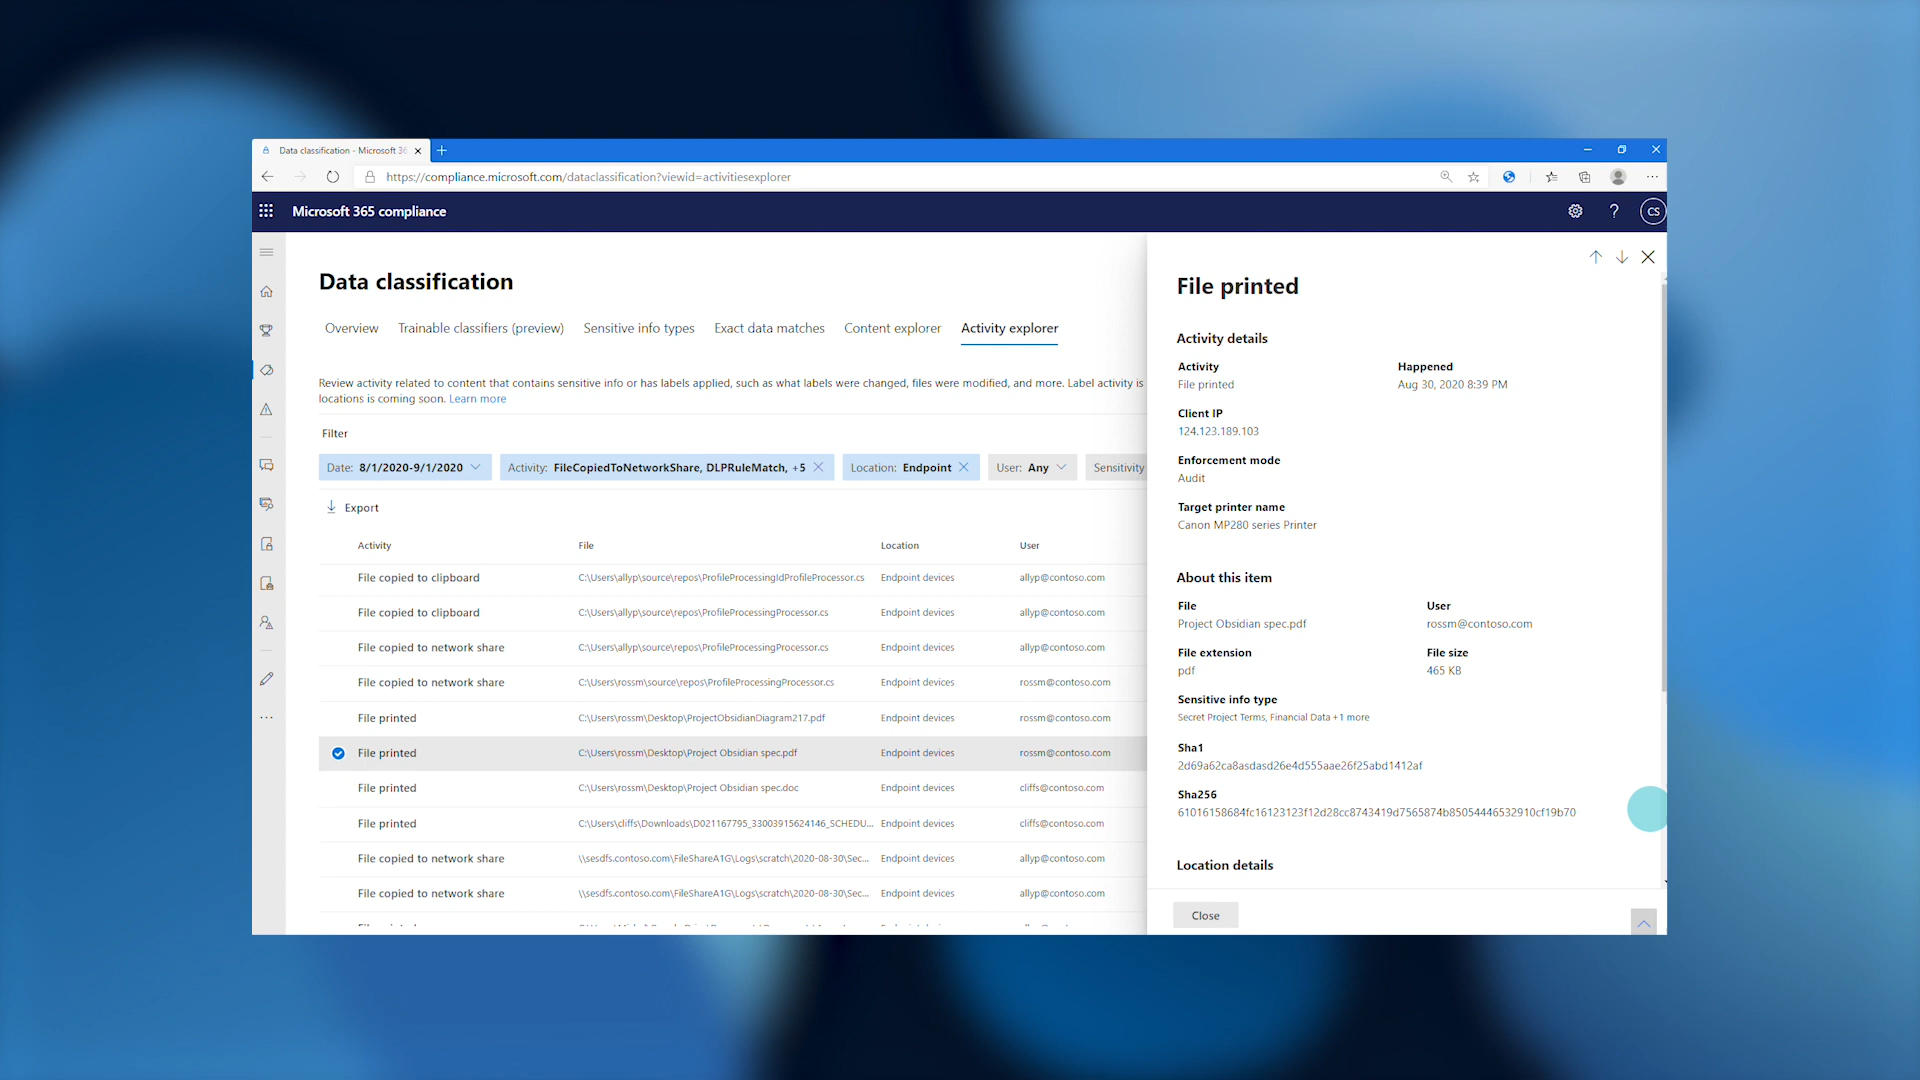 Data classification - Microsoft 36
https://compliance.microsoft.com/dataclassification?viewid=activitiesexplorer
Microsoft 365 compliance
? CS
Data classification
Overview Trainable classifiers (preview) Sensitive info types Exact data matches Content explorer Activity explorer
Review activity related to content that contains sensitive info or has labels applied, such as what labels were changed, files were modified, and more. Label activity is
locations is coming soon. Learn more
Filter
Date: 8/1/2020-9/1/2020 Activity: FileCopiedToNetworkShare, DLPRuleMatch, +5 Location: Endpoint User: Any Sensitivity
Export
Activity File Location User
File copied to clipboard C:\Users\allyp\source\repos\ProfileProcessingIdProfileProcessor.cs Endpoint devices allyp@contoso.com
File copied to clipboard C:\Users\allyp\source\repos\ProfileProcessingProcessor.cs Endpoint devices allyp@contoso.com
File copied to network share C:\Users\allyp\source\repos\ProfileProcessingProcessor.cs Endpoint devices allyp@contoso.com
File copied to network share C:\Users\rossm\source\repos\ProfileProcessingProcessor.cs Endpoint devices rossm@contoso.com
File printed C:\Users\rossm\Desktop\ProjectObsidianDiagram217.pdf Endpoint devices rossm@contoso.com
File printed C:\Users\rossm\Desktop\Project Obsidian spec.pdf Endpoint devices rossm@contoso.com
File printed C:\Users\rossm\Desktop\Project Obsidian spec.doc Endpoint devices cliffs@contoso.com
File printed C:\Users\cliffs\Downloads\D021167795_33003915624146_SCHEDU... Endpoint devices cliffs@contoso.com
File copied to network share \\sesdfs.contoso.com\FileShareA1G\Logs\scratch\2020-08-30\Sec... Endpoint devices allyp@contoso.com
File copied to network share \\sesdfs.contoso.com\FileShareA1G\Logs\scratch\2020-08-30\Sec... Endpoint devices allyp@contoso.com
File printed
File printed
Activity details
Activity Happened
File printed Aug 30, 2020 8:39 PM
Client IP
124.123.189.103
Enforcement mode
Audit
Target printer name
Canon MP280 series Printer
About this item
File User
Project Obsidian spec.pdf rossm@contoso.com
File extension File size
pdf 465 KB
Sensitive info type
Secret Project Terms, Financial Data +1 more
Sha1
2d69a62ca8asdasd26e4d555aae26f25abd1412af
Sha256
61016158684fc16123123f12d28cc8743419d7565874b85054446532910cf19b70
Location details
Close